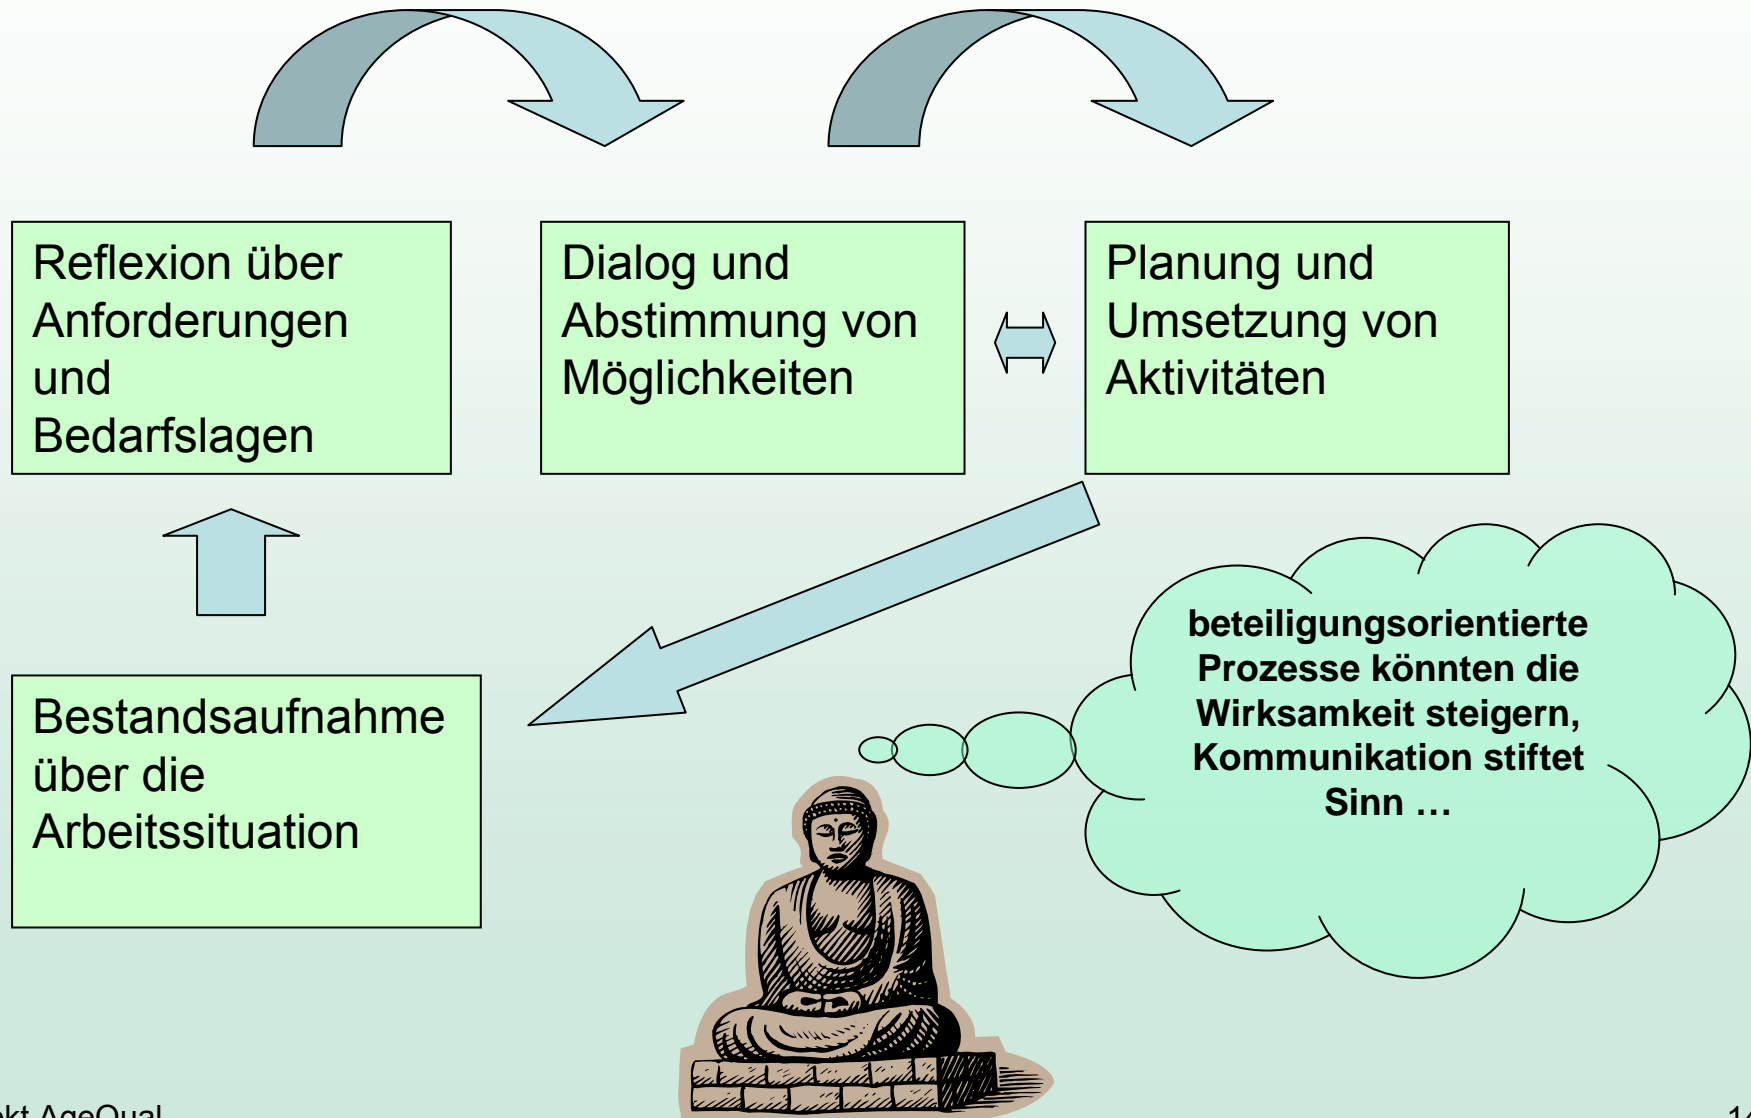 Reflexion über
Anforderungen
und
Bedarfslagen
Dialog und
Abstimmung von
Möglichkeiten
Planung und
Umsetzung von
Aktivitäten
Bestandsaufnahme
über die
Arbeitssituation
beteiligungsorientierte
Prozesse könnten die
Wirksamkeit steigern,
Kommunikation stiftet
Sinn …
AgeQual